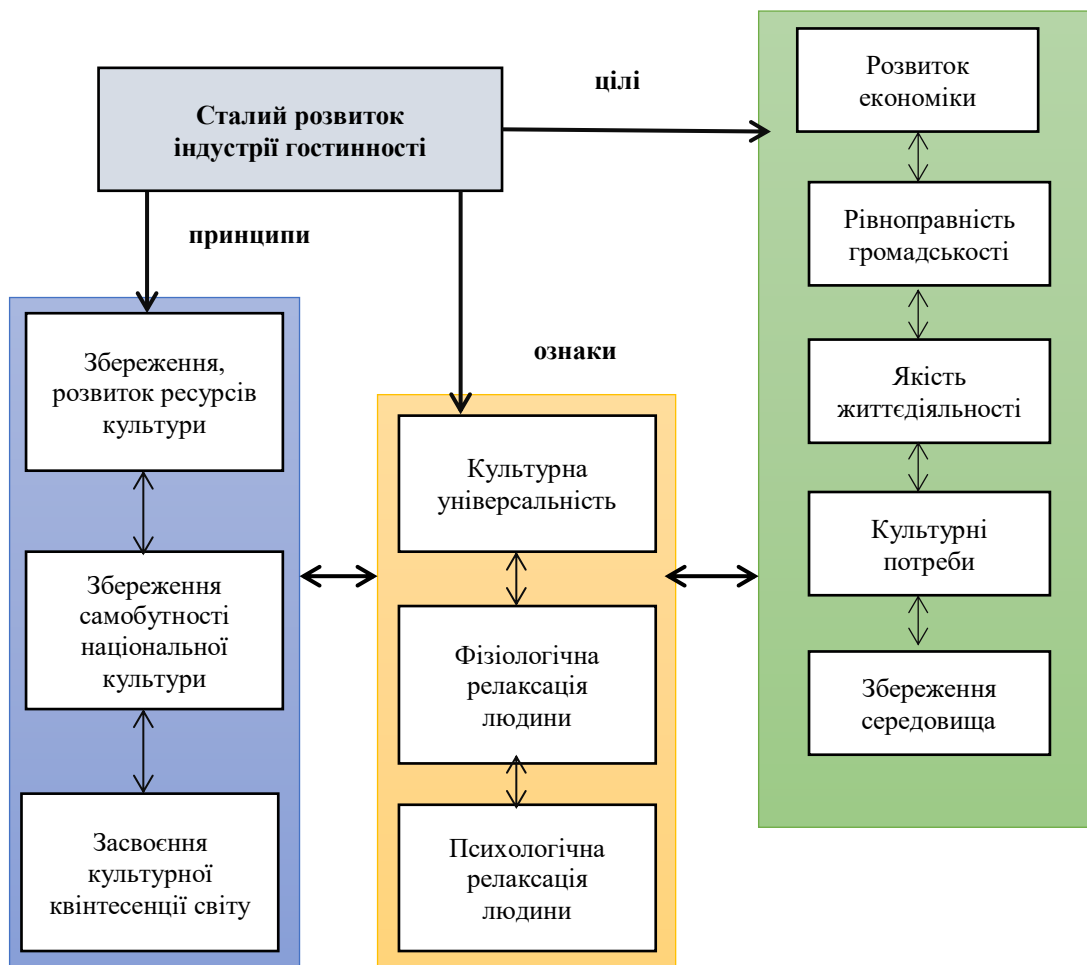 Сталий розвиток
індустрії гостинності
цілі
принципи
ознаки
Збереження,
розвиток ресурсів
культури
Збереження
самобутності
національної
культури
Засвоєння
культурної
квінтесенції світу
Культурна
універсальність
Фізіологічна
релаксація
людини
Психологічна
релаксація
людини
Розвиток
економіки
Рівноправність
громадськості
Якість
життєдіяльності
Культурні
потреби
Збереження
середовища